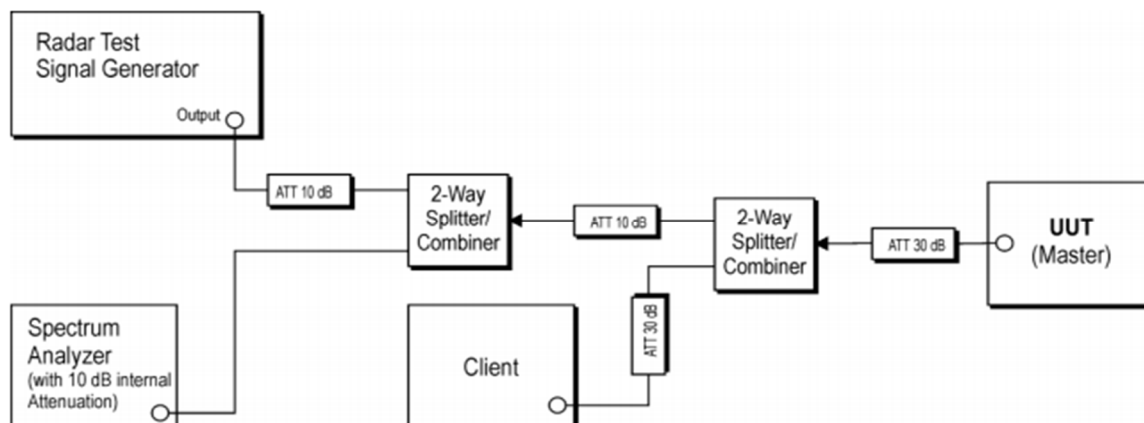 Radar Test
Signal Generator
Output
ATT 10 dB
2-Way
Splitter/
Combiner
ATT 10 dB
2-Way
Splitter/
Combiner
ATT 30 dB
UUT
(Master)
Spectrum
Analyzer
(with 10 dB internal
Attenuation)
Client
ATT 30 dB